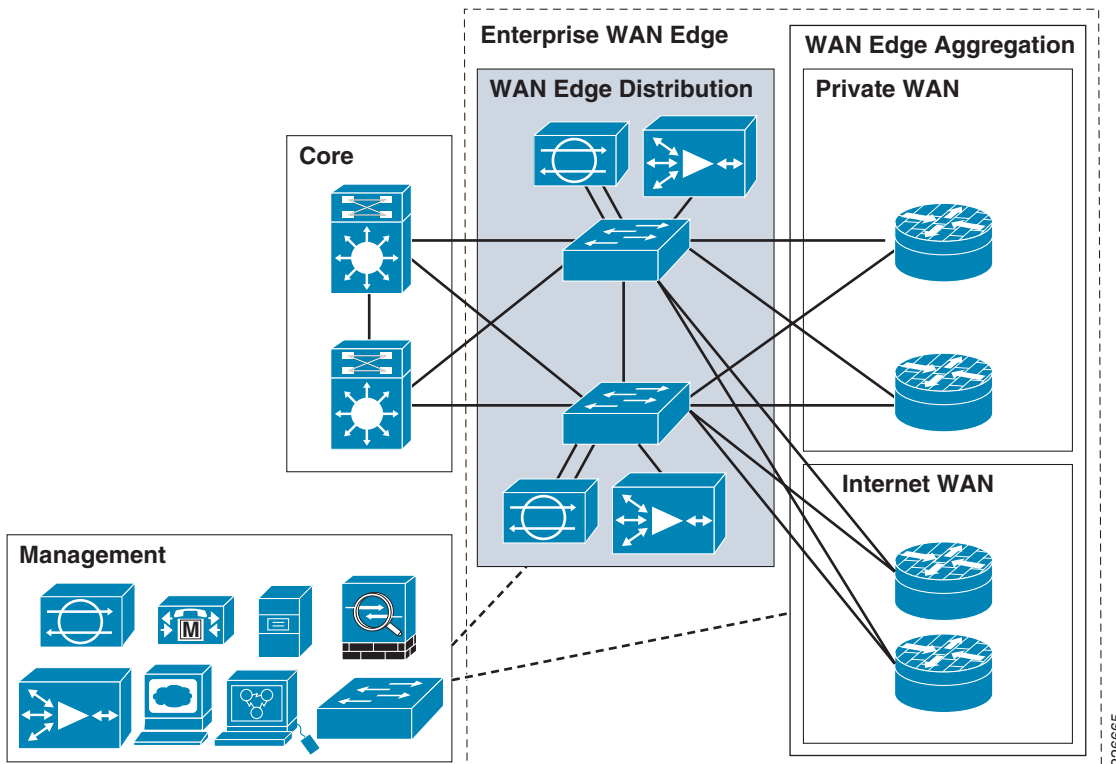 Enterprise WAN Edge
WAN Edge Aggregation
WAN Edge Distribution
Private WAN
Core
Internet WAN
Management
M